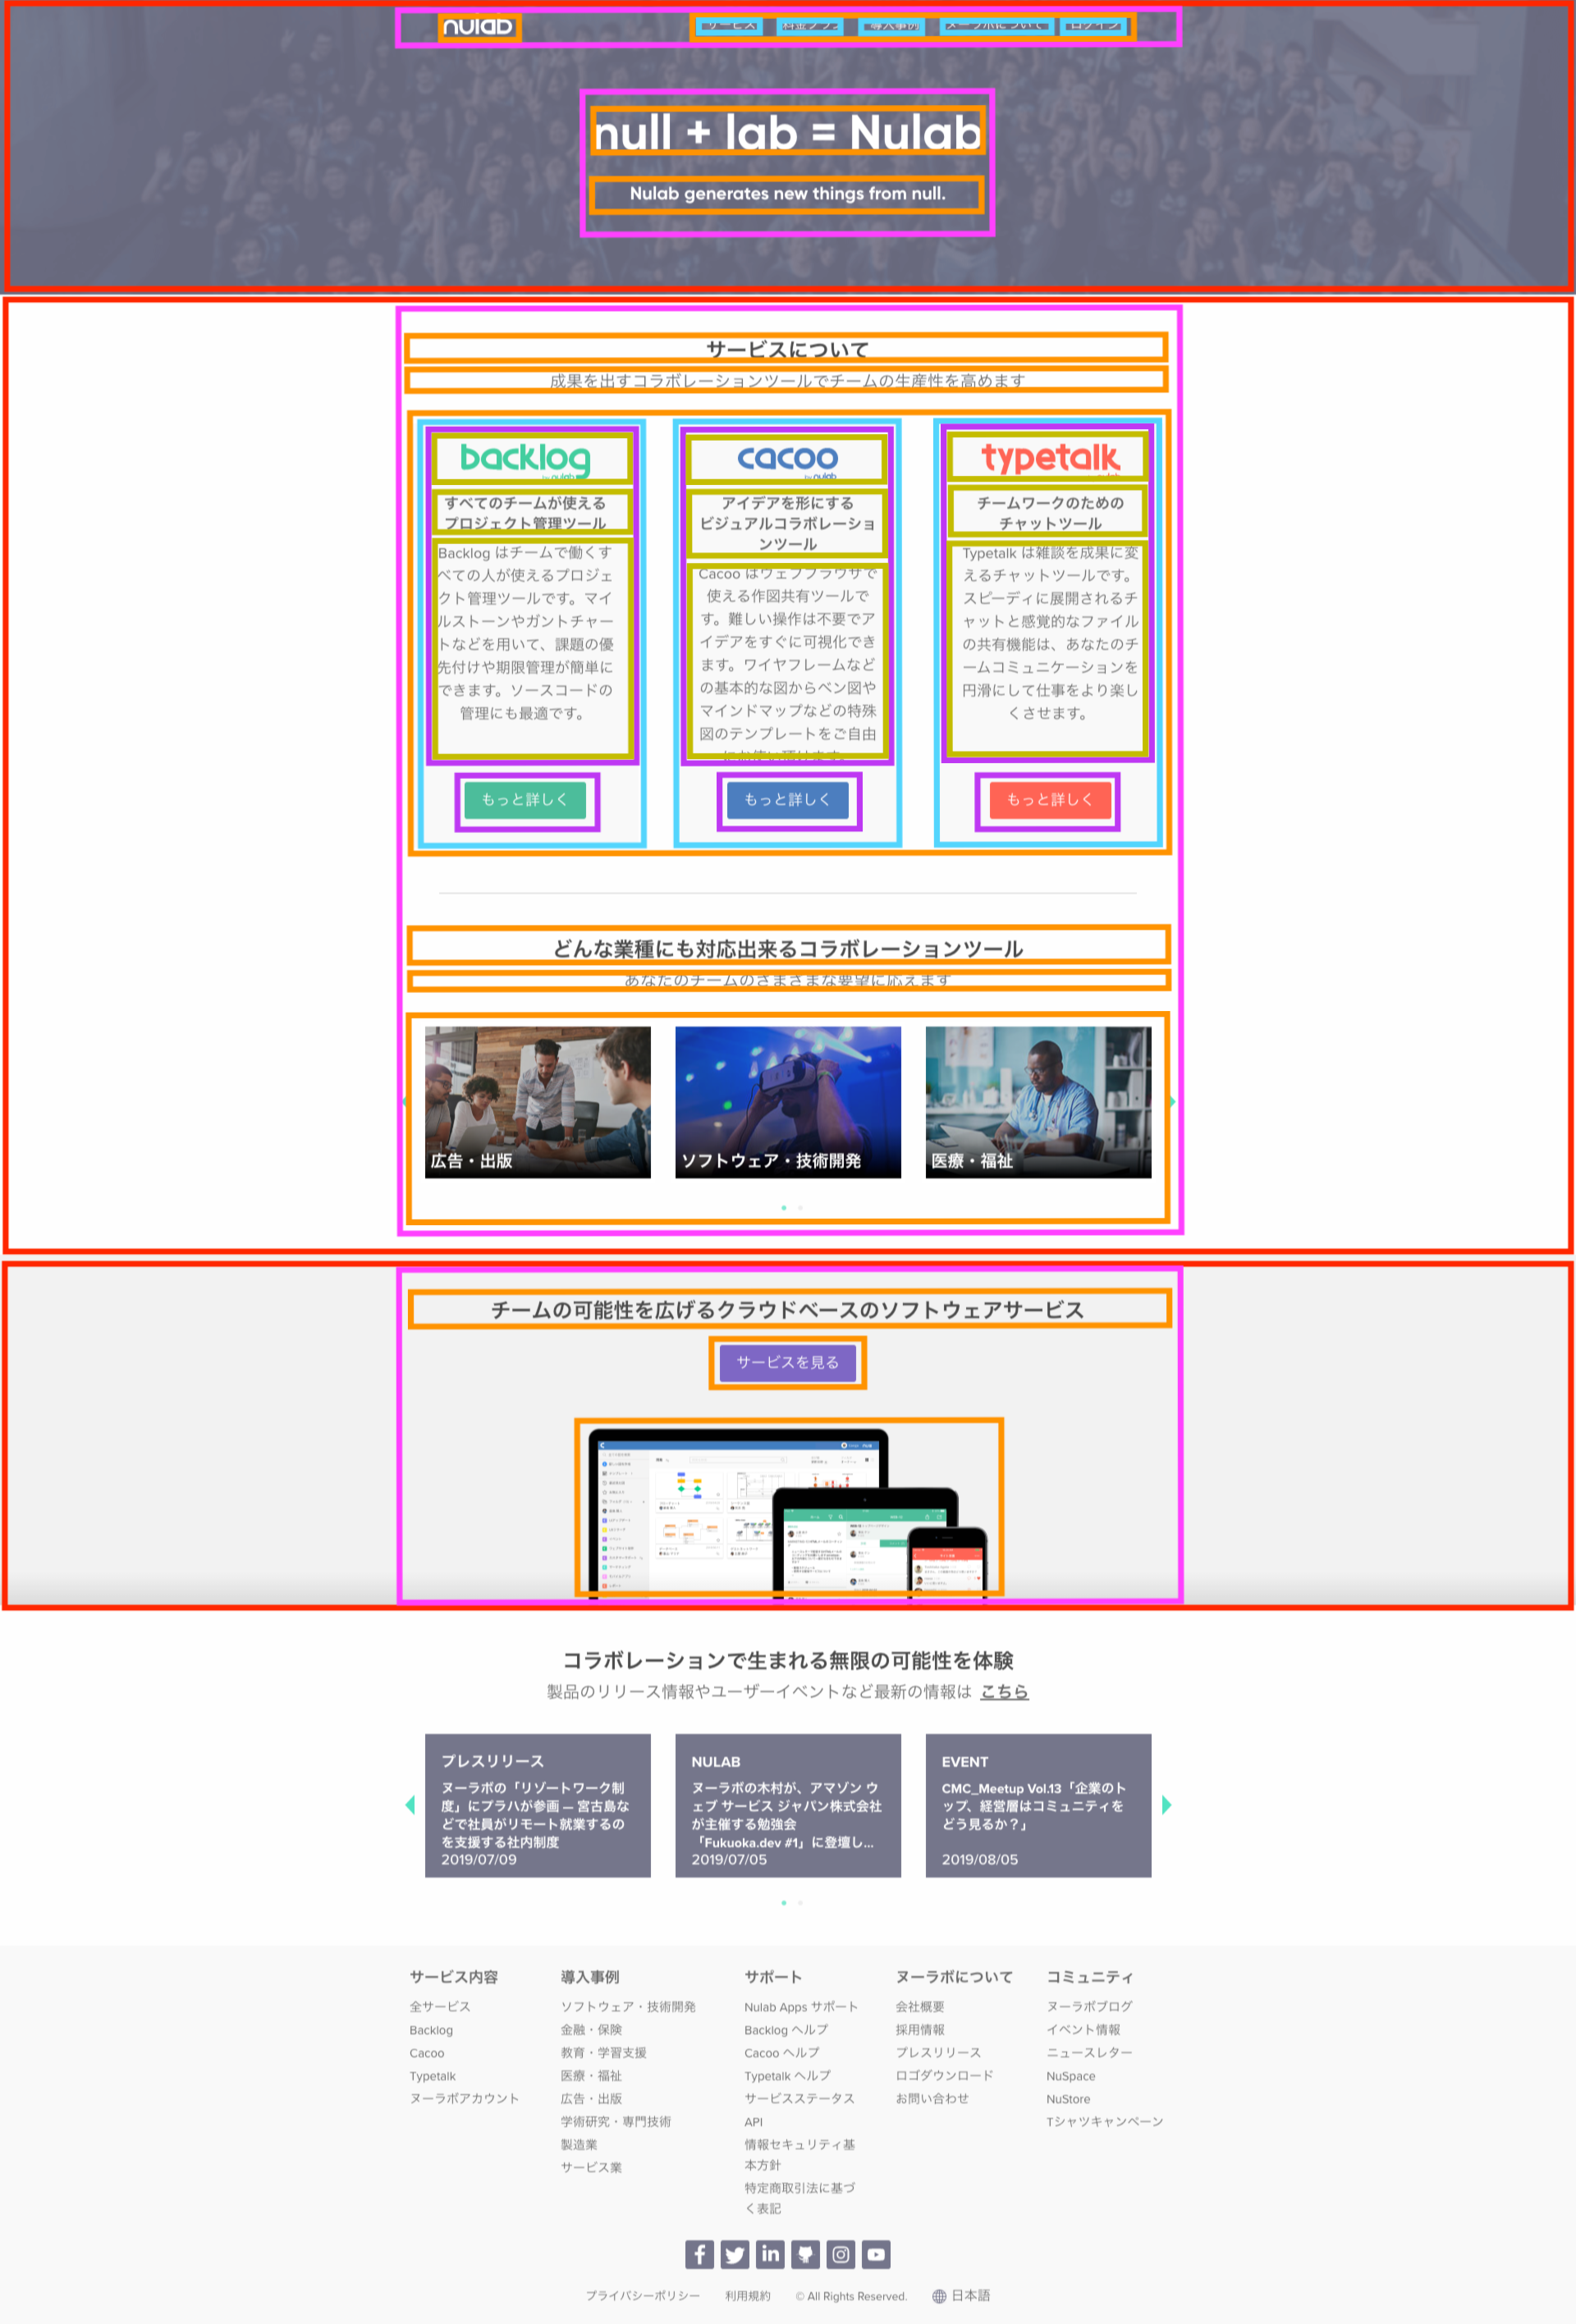 nulab
サービス 料金プラン 導入事例 ヌーラボについて ログイン
null + lab = Nulab
Nulab generates new things from null.
サービスについて
成果を出すコラボレーションツールでチームの生産性を高めます
backlog
by nulab
すべてのチームが使える
プロジェクト管理ツール
Backlog はチームで働くす
べての人が使えるプロジェ
クト管理ツールです。マイ
ルストーンやガントチャー
トなどを用いて、課題の優
先付けや期限管理が簡単に
できます。ソースコードの
管理にも最適です。
もっと詳しく
cacoo
by nulab
アイデアを形にする
ビジュアルコラボレーショ
ンツール
Cacoo はウェブブラウザで
使える作図共有ツールで
す。難しい操作は不要でア
イデアをすぐに可視化でき
ます。ワイヤフレームなど
の基本的な図からベン図や
マインドマップなどの特殊
図のテンプレートをご自由
にお使い頂けます。
もっと詳しく
typetalk
チームワークのための
チャットツール
Typetalk は雑談を成果に変
えるチャットツールです。
スピーディに展開されるチ
ャットと感覚的なファイル
の共有機能は、あなたのチ
ームコミュニケーションを
円滑にして仕事をより楽し
くさせます。
もっと詳しく
どんな業種にも対応出来るコラボレーションツール
あなたのチームのさまざまな要望に応えます
広告・出版
ソフトウェア・技術開発
医療・福祉
チームの可能性を広げるクラウドベースのソフトウェアサービス
サービスを見る
コラボレーションで生まれる無限の可能性を体験
製品のリリース情報やユーザーイベントなど最新の情報は こちら
プレスリリース
ヌーラボの「リゾートワーク制
度」にプラハが参画 — 宮古島な
どで社員がリモート就業するの
を支援する社内制度
2019/07/09
NULAB
ヌーラボの木村が、アマゾン ウ
ェブ サービス ジャパン株式会社
が主催する勉強会
「Fukuoka.dev #1」に登壇し...
2019/07/05
EVENT
CMC_Meetup Vol.13「企業のト
ップ、経営層はコミュニティを
どう見るか？」
2019/08/05
サービス内容
全サービス
Backlog
Cacoo
Typetalk
ヌーラボアカウント
導入事例
ソフトウェア・技術開発
金融・保険
教育・学習支援
医療・福祉
広告・出版
学術研究・専門技術
製造業
サービス業
サポート
Nulab Apps サポート
Backlog ヘルプ
Cacoo ヘルプ
Typetalk ヘルプ
サービスステータス
API
情報セキュリティ基
本方針
特定商取引法に基づ
く表記
ヌーラボについて
会社概要
採用情報
プレスリリース
ロゴダウンロード
お問い合わせ
コミュニティ
ヌーラボブログ
イベント情報
ニュースレター
NuSpace
NuStore
Tシャツキャンペーン
プライバシーポリシー 利用規約 © All Rights Reserved. 日本語